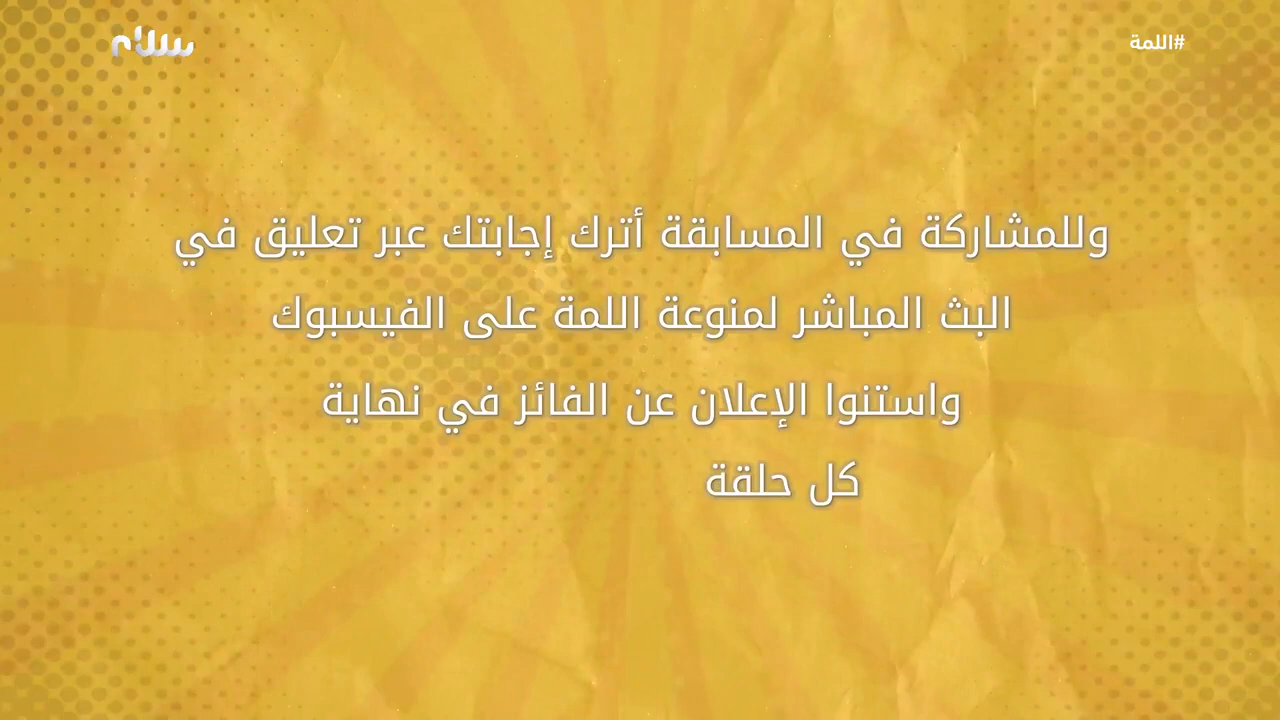 #اللمة
سلام
وللمشاركة في المسابقة أترك إجابتك عبر تعليق في
البث المباشر لمنوعة اللمة على الفيسبوك
واستنوا الإعلان عن الفائز في نهاية
كل حلقة